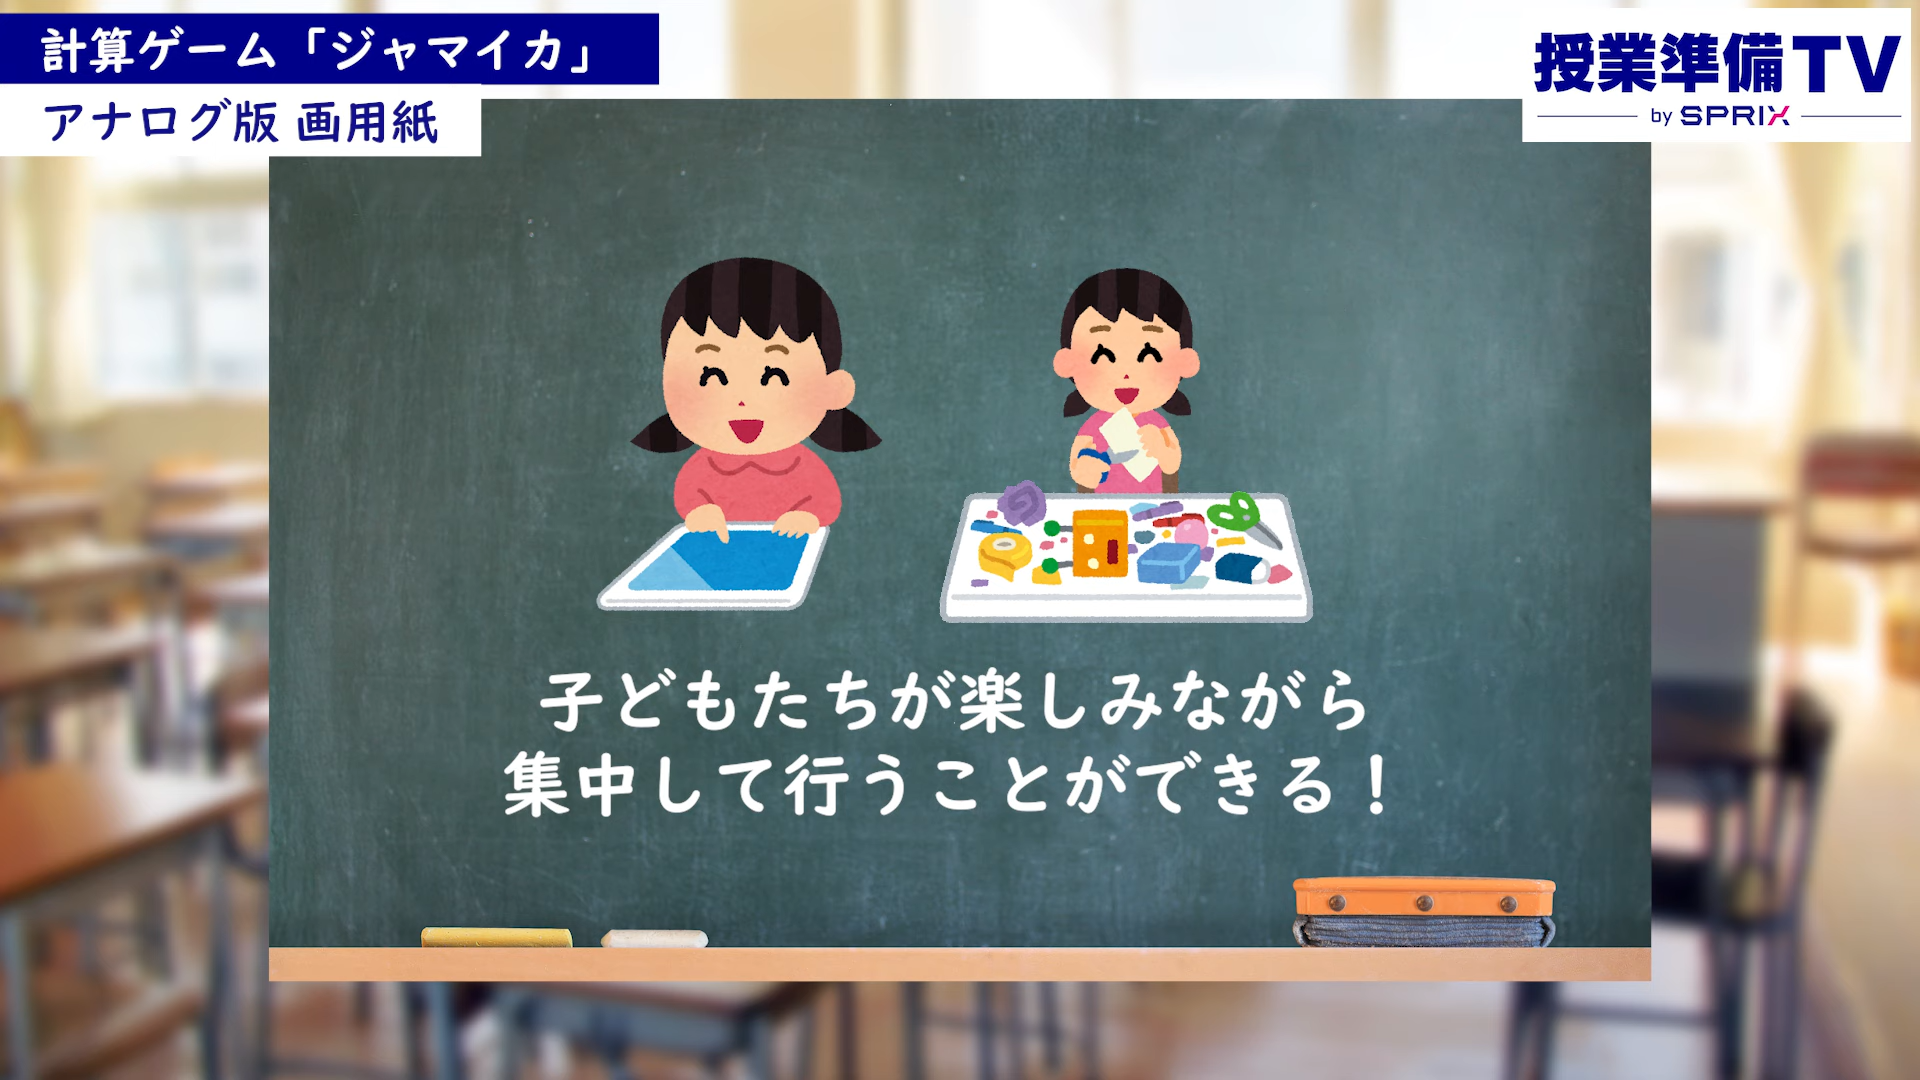 計算ゲーム「ジャマイカ」
アナログ版 画用紙
授業準備TV
by SPRIX
子どもたちが楽しみながら
集中して行うことができる！